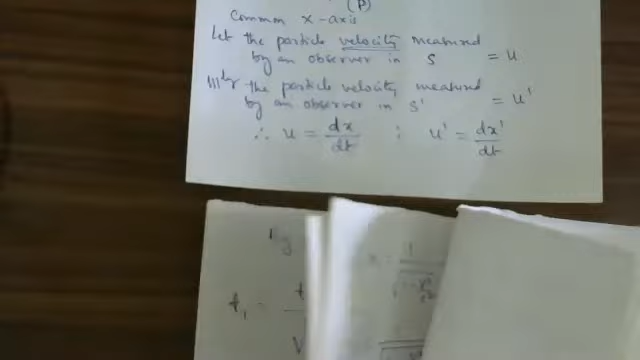 (P)
Common x-axis
Let the particle velocity measured
by an observer in S = u
IIIly the particle velocity measured
by an observer in S' = u'
∴ u = dx/dt ; u' = dx'/dt
t₁